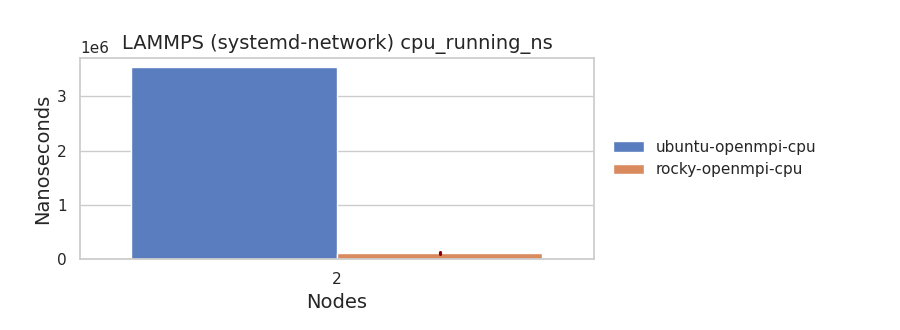 LAMMPS (systemd-network) cpu_running_ns
1e6
3
2
1
0
Nanoseconds
2
Nodes
ubuntu-openmpi-cpu
rocky-openmpi-cpu